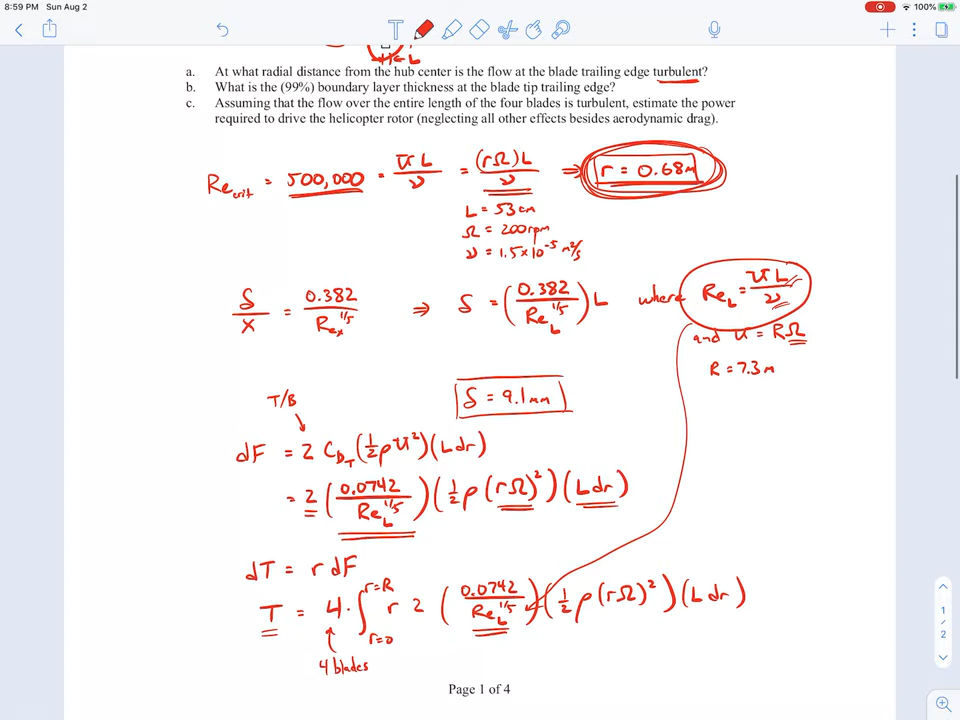 8:59 PM Sun Aug 2
100%
a. At what radial distance from the hub center is the flow at the blade trailing edge turbulent?
b. What is the (99%) boundary layer thickness at the blade tip trailing edge?
c. Assuming that the flow over the entire length of the four blades is turbulent, estimate the power
required to drive the helicopter rotor (neglecting all other effects besides aerodynamic drag).
Re_crit = 500,000 = UL/ν = (rΩ)L/ν ⇒ r = 0.68m
L = 53cm
Ω = 200rpm
ν = 1.5×10^-5 m²/s
δ/x = 0.382/Re_x^1/5 ⇒ δ = (0.382/Re_L^1/5) L where Re_L = UL/ν
and U = RΩ
R = 7.3m
δ = 9.1mm
T/B
dF = 2 C_DT (½ρU²)(Ldr)
= 2 (0.0742/Re_L^1/5)(½ρ(rΩ)²)(Ldr)
dT = r dF
T = 4 · ∫_{r=0}^{r=R} r 2 (0.0742/Re_L^1/5)(½ρ(rΩ)²)(Ldr)
4 blades
1
/
2
Page 1 of 4